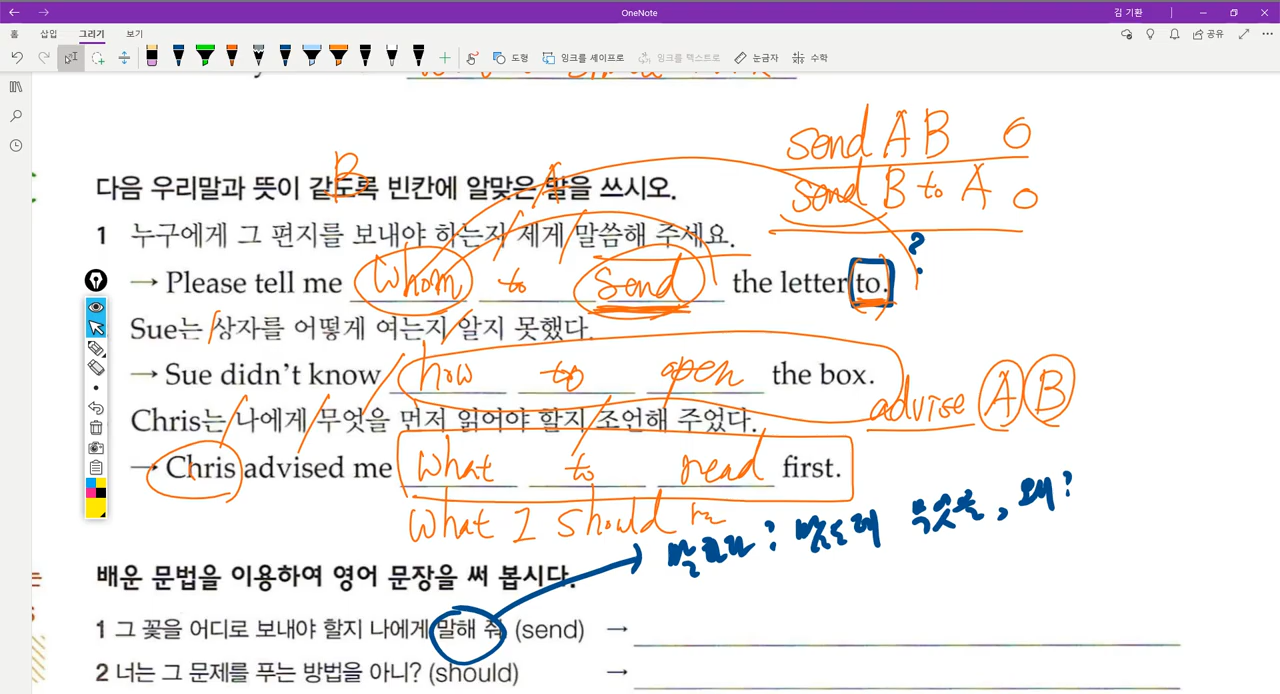 OneNote
김 기환
홈 삽입 그리기 보기
도형 잉크를 셰이프로 잉크를 텍스트로 눈금자 수학 공유
send A B O
send B to A O
B A
다음 우리말과 뜻이 같도록 빈칸에 알맞은 말을 쓰시오.
1 누구에게 그 편지를 보내야 하는지 제게 말씀해 주세요.
?
→ Please tell me whom to send the letter to.
Sue는 상자를 어떻게 여는지 알지 못했다.
→ Sue didn't know how to open the box.
advise A B
Chris는 나에게 무엇을 먼저 읽어야 할지 조언해 주었다.
→ Chris advised me what to read first.
what I should
무엇을, 왜?
배운 문법을 이용하여 영어 문장을 써 봅시다.
1 그 꽃을 어디로 보내야 할지 나에게 말해 줘 (send) →
2 너는 그 문제를 푸는 방법을 아니? (should) →